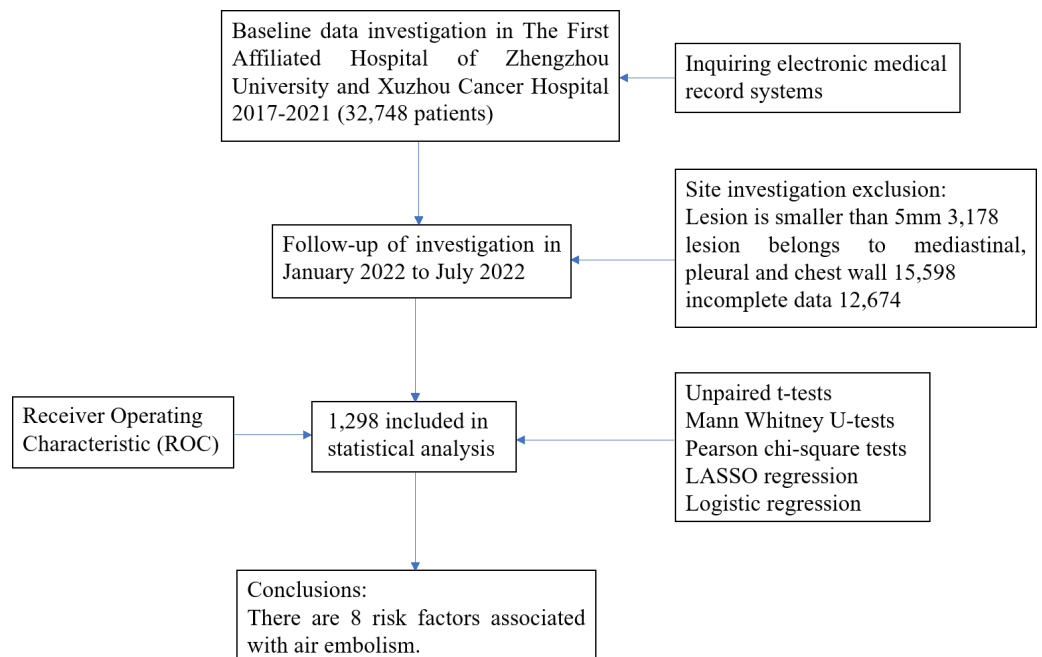 Baseline data investigation in The First
Affiliated Hospital of Zhengzhou
University and Xuzhou Cancer Hospital
2017-2021 (32,748 patients)
Inquiring electronic medical
record systems
Site investigation exclusion:
Lesion is smaller than 5mm 3,178
lesion belongs to mediastinal,
pleural and chest wall 15,598
incomplete data 12,674
Follow-up of investigation in
January 2022 to July 2022
Receiver Operating
Characteristic (ROC)
1,298 included in
statistical analysis
Unpaired t-tests
Mann Whitney U-tests
Pearson chi-square tests
LASSO regression
Logistic regression
Conclusions:
There are 8 risk factors associated
with air embolism.